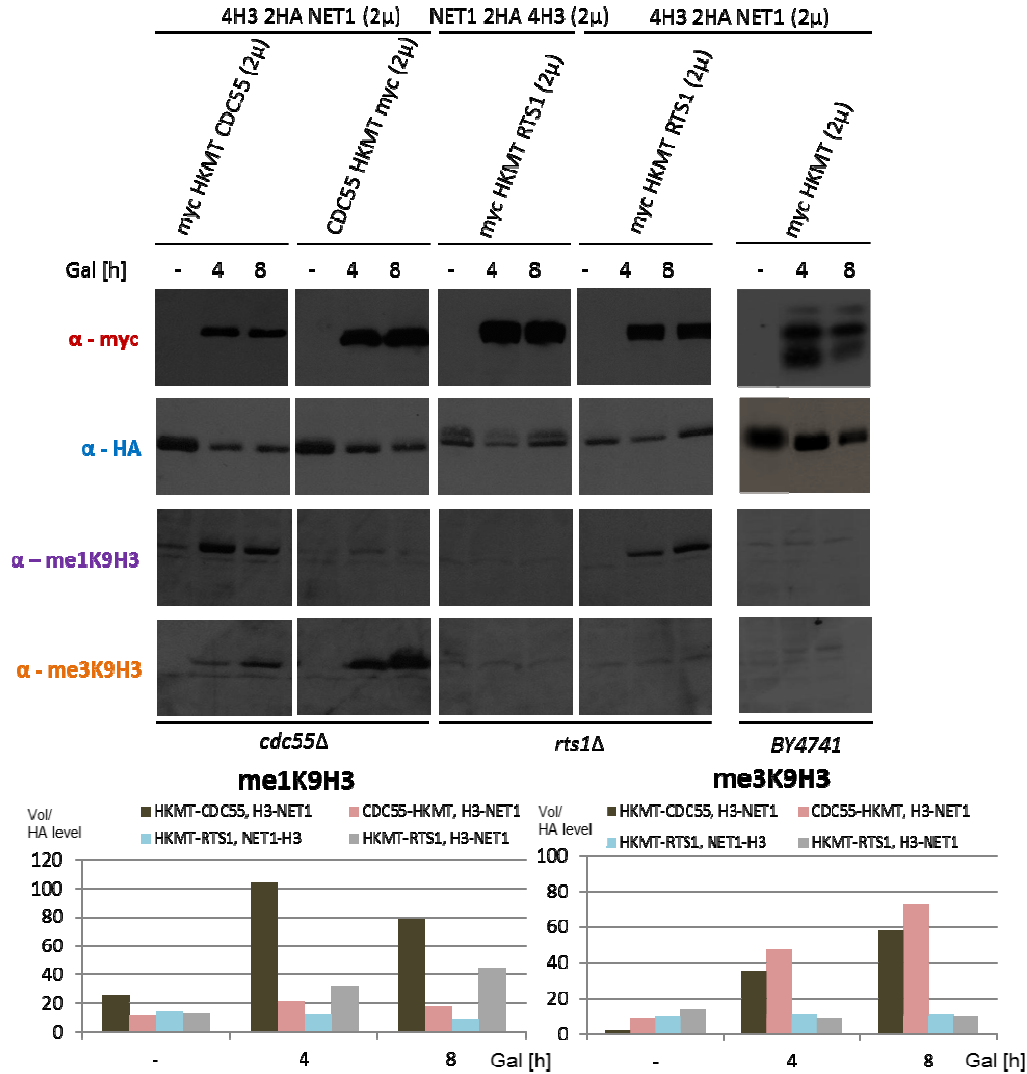 4H3 2HA NET1 (2µ) NET1 2HA 4H3 (2µ) 4H3 2HA NET1 (2µ)
myc HKMT CDC55 (2µ)
CDC55 HKMT myc (2µ)
myc HKMT RTS1 (2µ)
myc HKMT RTS1 (2µ)
myc HKMT (2µ)
Gal [h] - 4 8 - 4 8 - 4 8 - 4 8 - 4 8
α - myc
α - HA
α – me1K9H3
α - me3K9H3
cdc55Δ rts1Δ BY4741
me1K9H3
Vol/
HA level
HKMT-CDC55, H3-NET1 CDC55-HKMT, H3-NET1
HKMT-RTS1, NET1-H3 HKMT-RTS1, H3-NET1
120
100
80
60
40
20
0
- 4 8 Gal [h]
me3K9H3
Vol/
HA level
HKMT-CDC55, H3-NET1 CDC55-HKMT, H3-NET1
HKMT-RTS1, NET1-H3 HKMT-RTS1, H3-NET1
100
80
60
40
20
0
- 4 8 Gal [h]